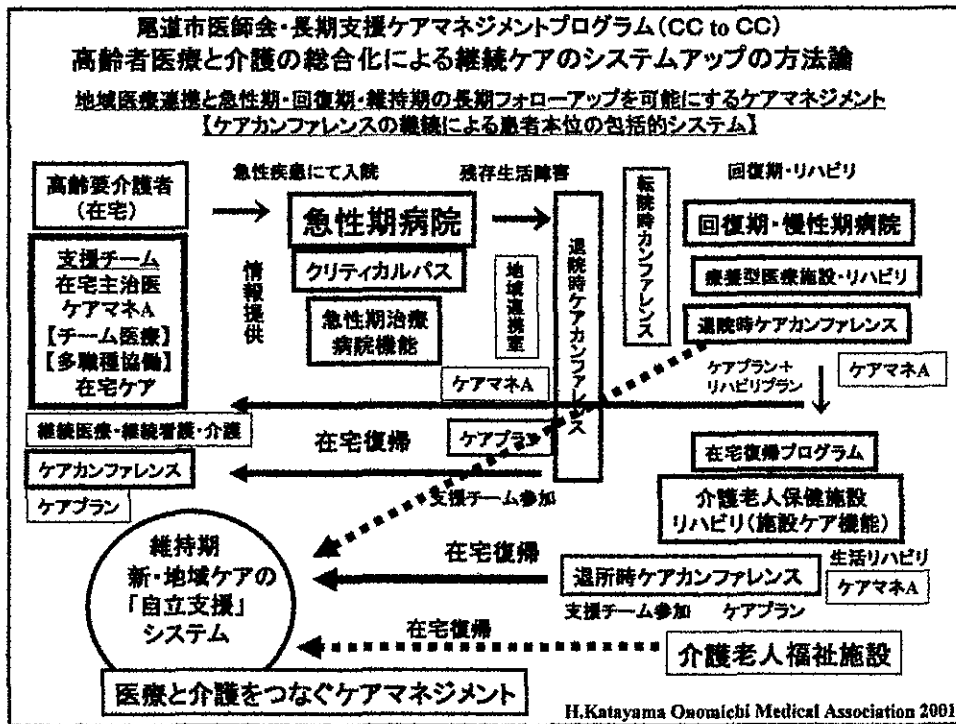 尾道市医師会・長期支援ケアマネジメントプログラム(CC to CC)
高齢者医療と介護の総合化による継続ケアのシステムアップの方法論
地域医療連携と急性期・回復期・維持期の長期フォローアップを可能にするケアマネジメント
【ケアカンファレンスの継続による患者本位の包括的システム】
高齢要介護者
(在宅)
急性疾患にて入院
残存生活障害
転院時カンファレンス
回復期・リハビリ
支援チーム
在宅主治医
ケアマネA
【チーム医療】
【多職種協働】
在宅ケア
情報提供
急性期病院
クリティカルパス
急性期治療
病院機能
地域連携室
退院時ケアカンファレンス
回復期・慢性期病院
療養型医療施設・リハビリ
退院時ケアカンファレンス
ケアプラン+
リハビリプラン
ケアマネA
ケアマネA
継続医療・継続看護・介護
在宅復帰
ケアプラン
ケアカンファレンス
ケアプラン
支援チーム参加
在宅復帰プログラム
介護老人保健施設
リハビリ(施設ケア機能)
維持期
新・地域ケアの
「自立支援」
システム
在宅復帰
退所時ケアカンファレンス
生活リハビリ
ケアマネA
支援チーム参加
ケアプラン
在宅復帰
介護老人福祉施設
医療と介護をつなぐケアマネジメント
H.Katayama Onomichi Medical Association 2001